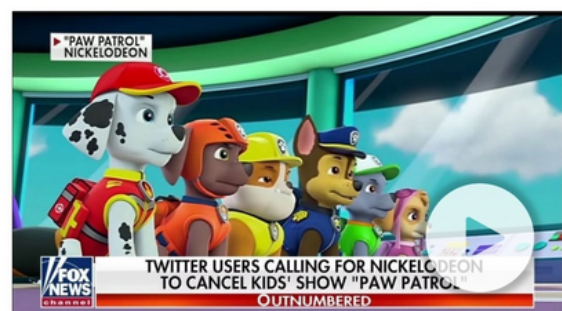 "PAW PATROL"
NICKELODEON
TWITTER USERS CALLING FOR NICKELODEON
TO CANCEL KIDS' SHOW "PAW PATROL"
FOX
NEWS
channel
OUTNUMBERED